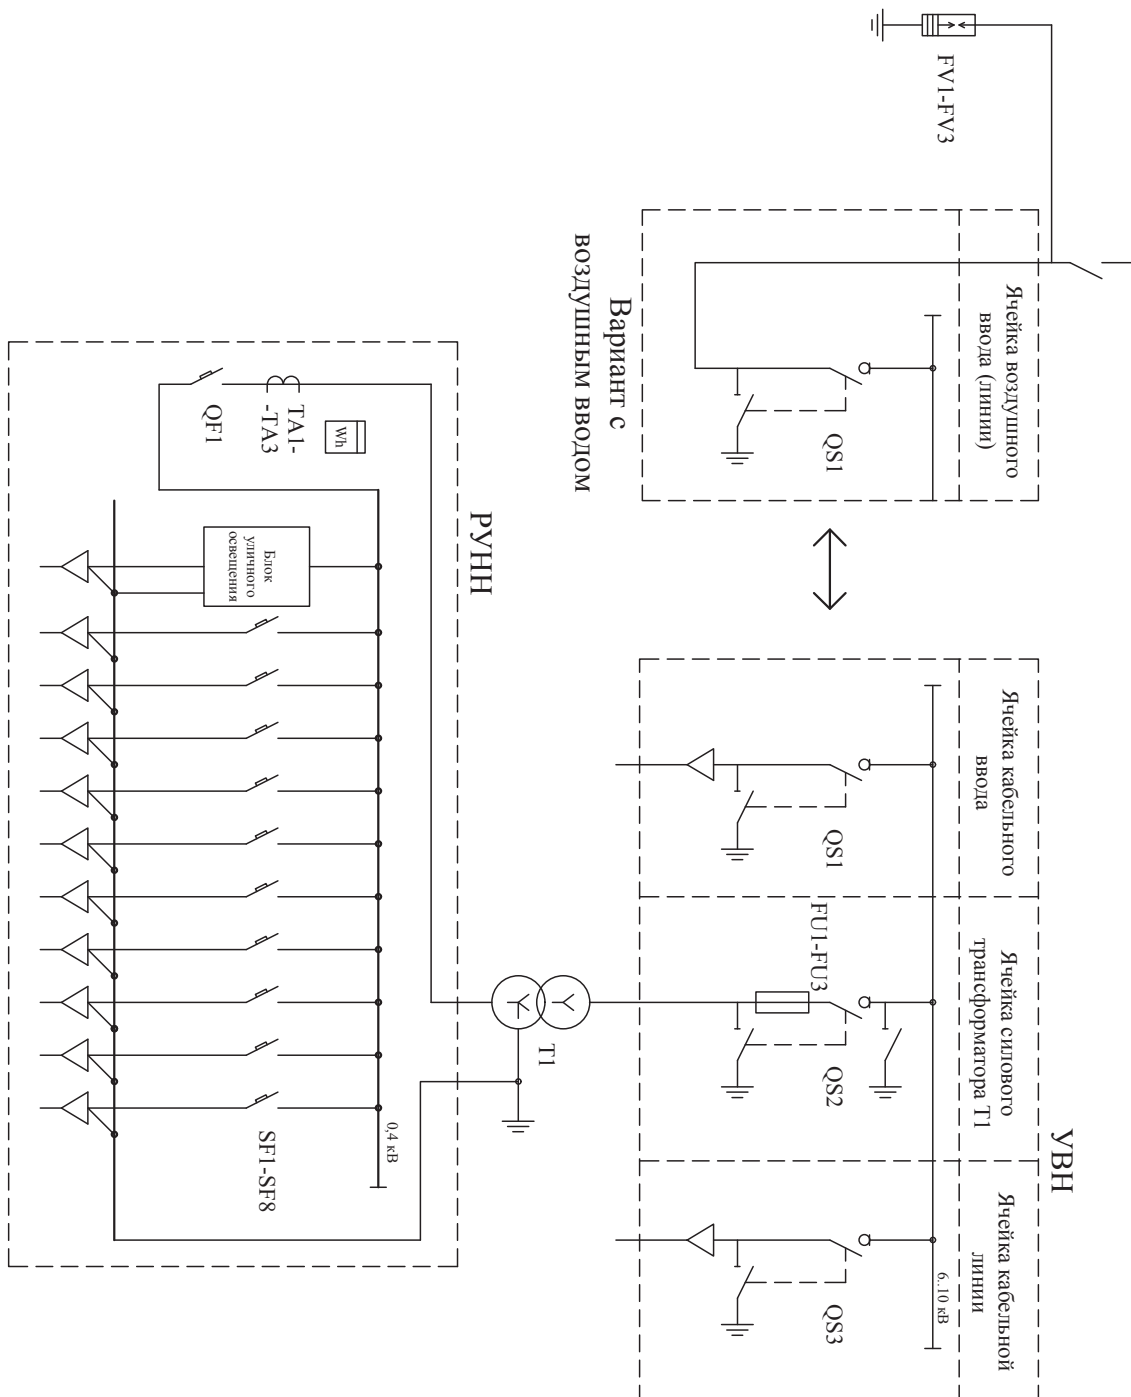 УВН
Ячейка воздушного
ввода (линии)
Ячейка кабельного
ввода
Ячейка силового
трансформатора Т1
Ячейка кабельной
линии
6..10 кВ
FV1-FV3
QS1
QS1
QS2
QS3
FU1-FU3
Вариант с
воздушным вводом
T1
РУНН
Wh
TA1-
-TA3
QF1
Блок
уличного
освещения
0,4 кВ
SF1-SF8